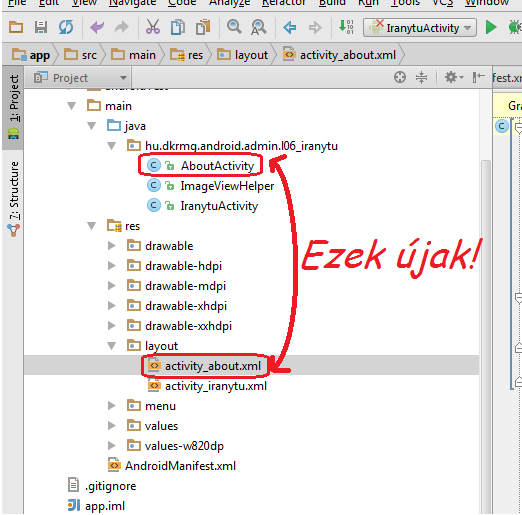 File Edit View Navigate Code Analyze Refactor Build Run Tools VCS Window
IranytuActivity
app src main res layout activity_about.xml
1: Project
7: Structure
Project
main
java
hu.dkrmg.android.admin.l06_iranytu
AboutActivity
ImageViewHelper
IranytuActivity
res
drawable
drawable-hdpi
drawable-mdpi
drawable-xhdpi
drawable-xxhdpi
layout
activity_about.xml
activity_iranytu.xml
menu
values
values-w820dp
AndroidManifest.xml
.gitignore
app.iml
Ezek újak!
Gra